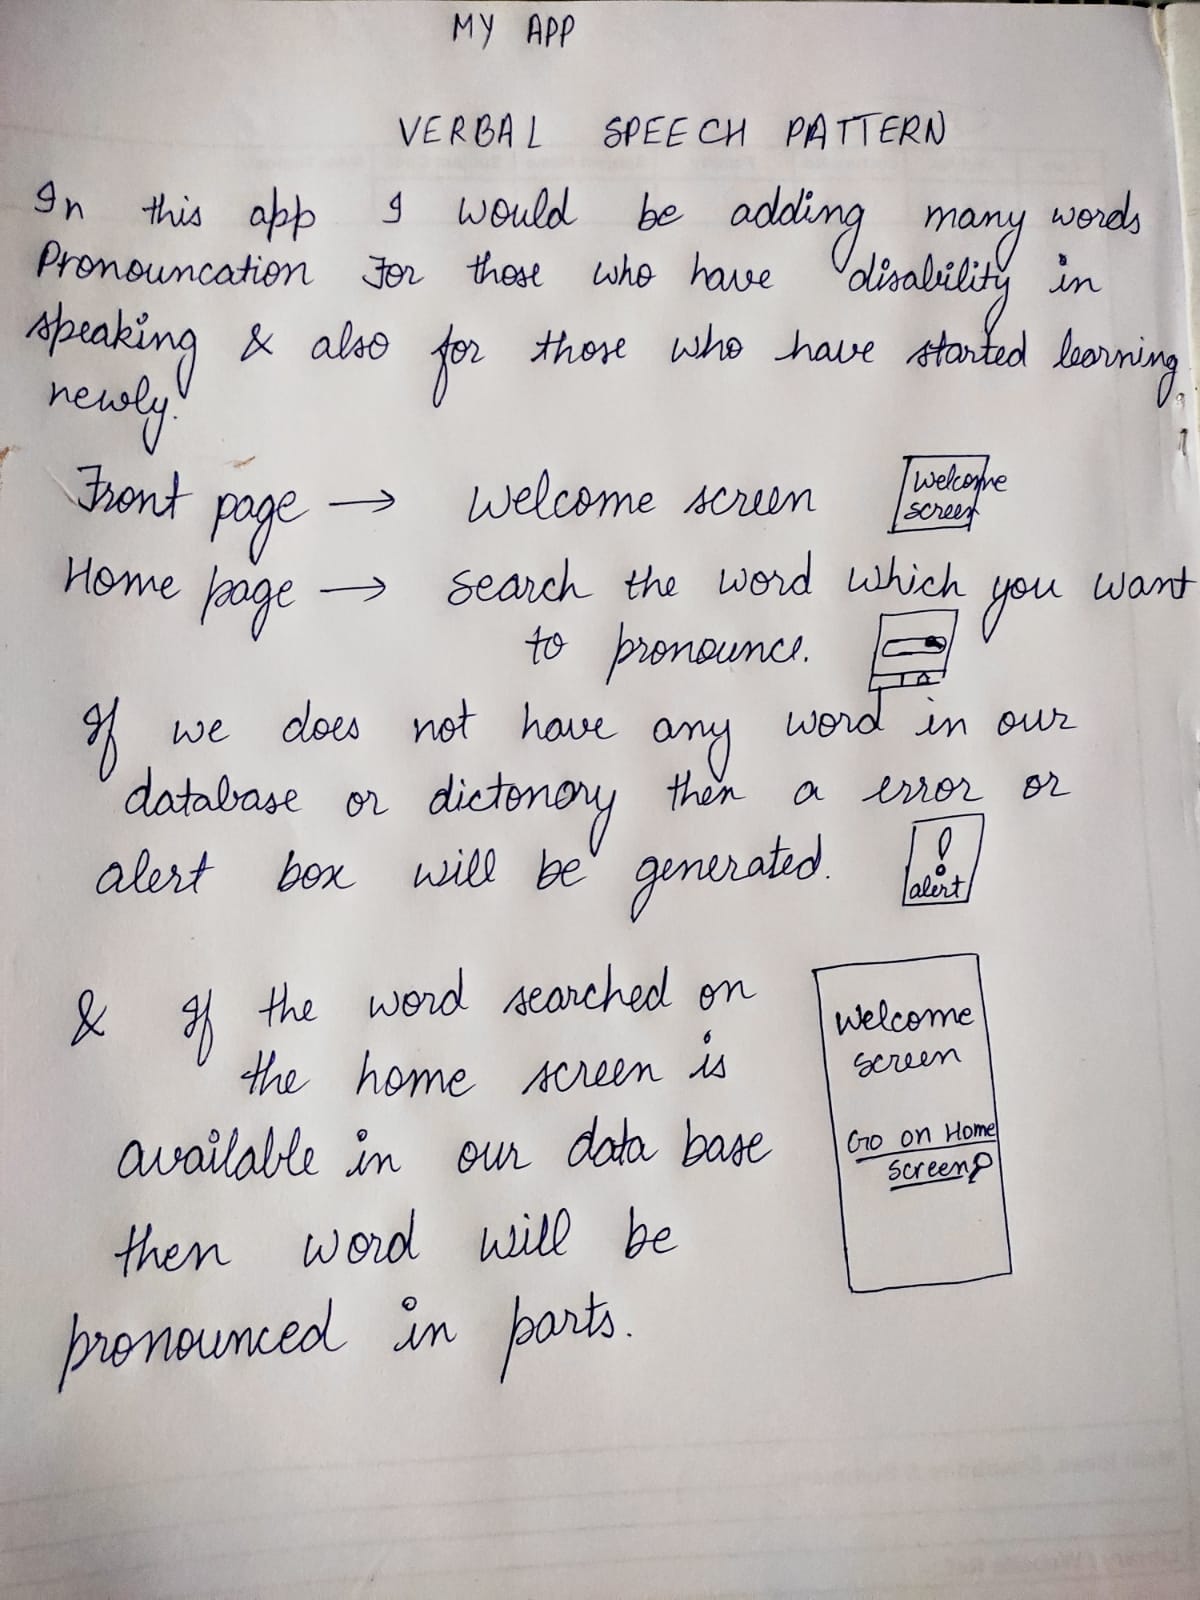 MY APP
VERBAL SPEECH PATTERN
In this app I would be adding many words
Pronouncation For those who have disability in
speaking & also for those who have started learning
newly.
Front page → Welcome screen
Welcome
screen
Home page → Search the word which you want
to pronounce.
If we does not have any word in our
database or dictonory then a error or
alert box will be generated.
!
alert
& If the word searched on
the home screen is
available in our data base
then word will be
pronounced in parts.
Welcome
screen
Go on Home
screen